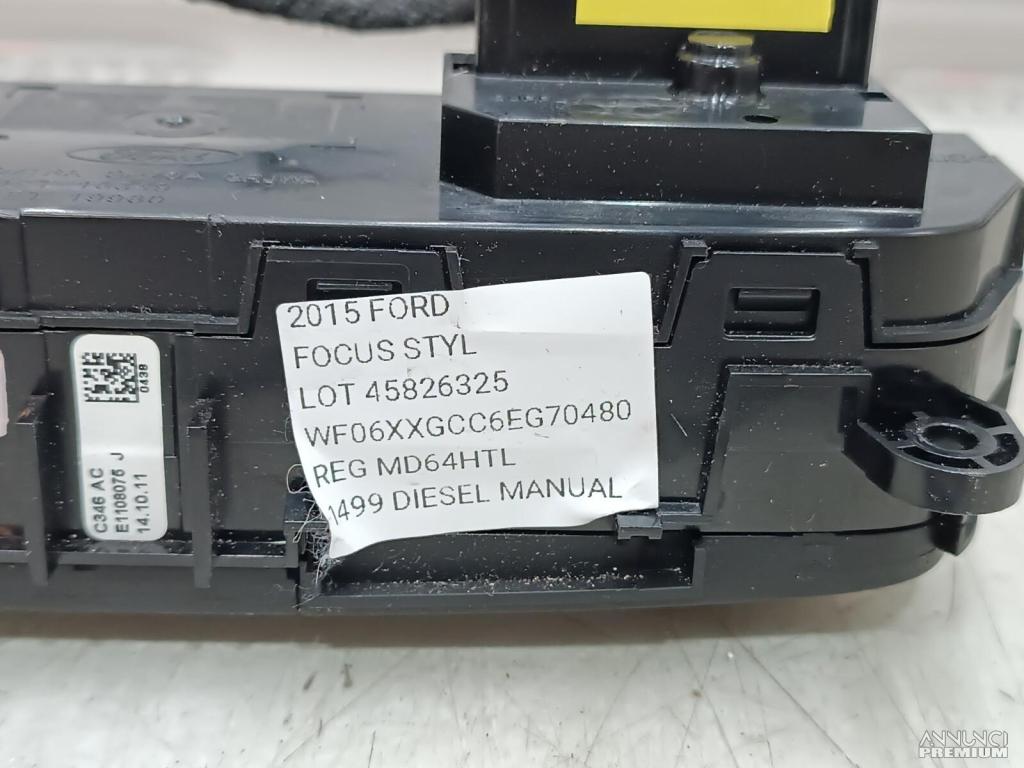 2015 FORD
FOCUS STYL
LOT 45826325
WF06XXGCC6EG70480
REG MD64HTL
1499 DIESEL MANUAL
0438
C346 AC
E1108075 J
14.10.11
ANNUNCI
PREMIUM